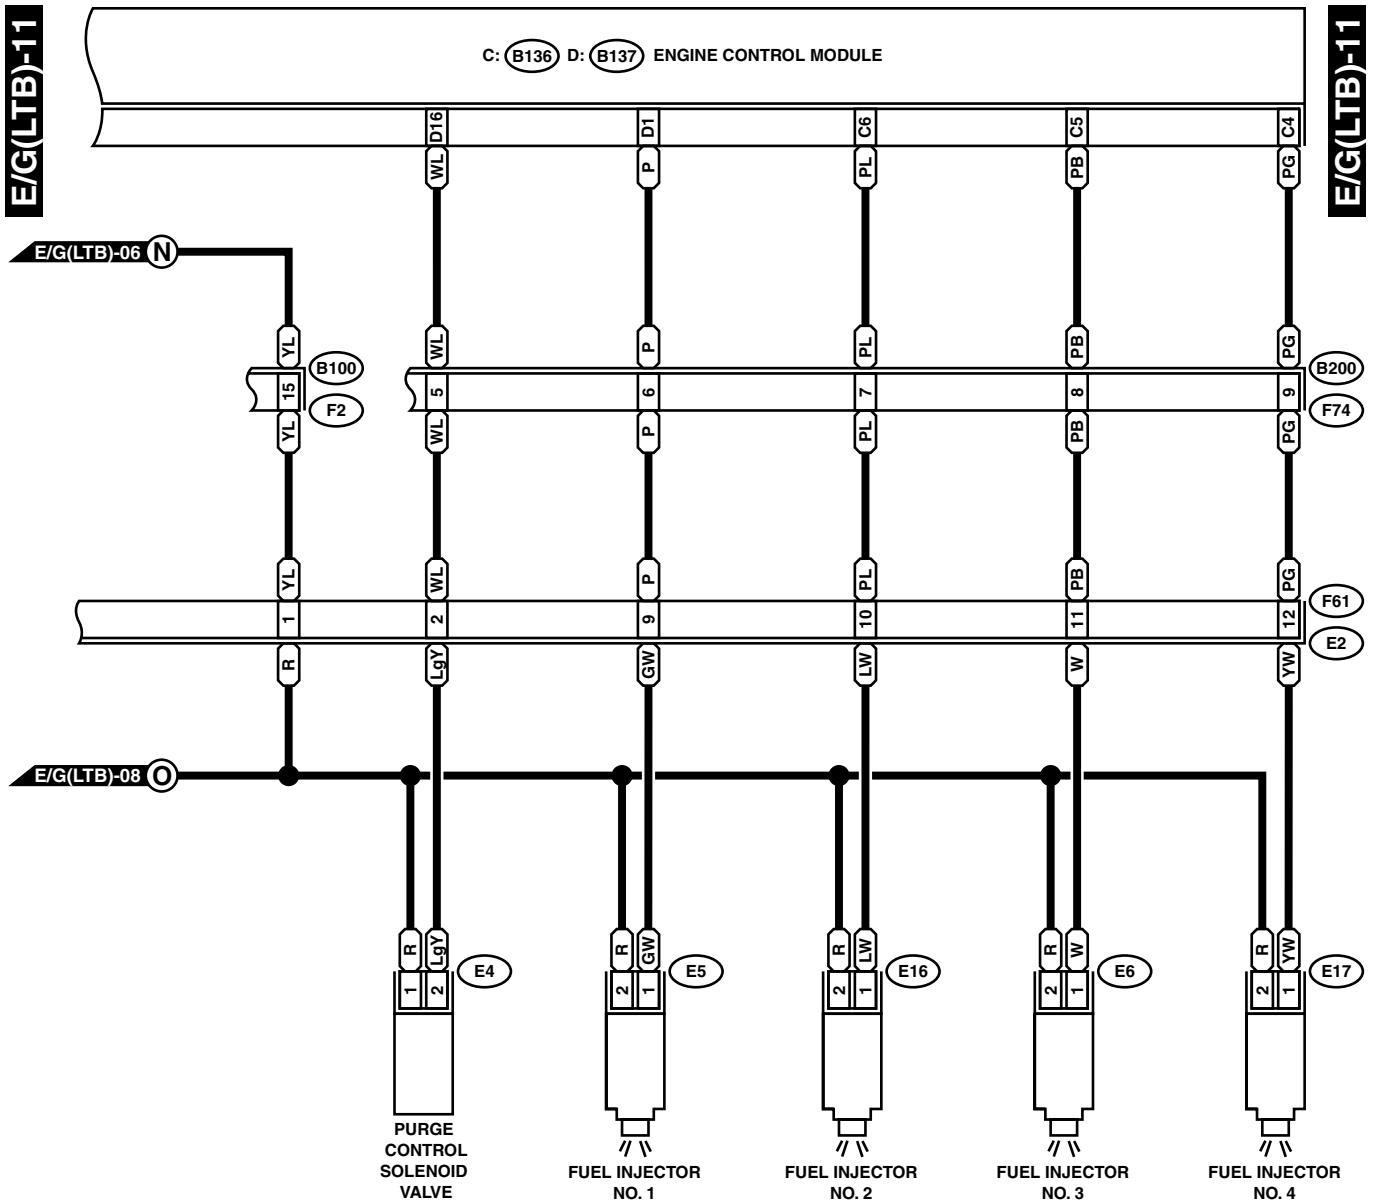 E/G(LTB)-11
E/G(LTB)-11
C: B136 D: B137 ENGINE CONTROL MODULE
D16 D1 C6 C5 C4
WL P PL PB PG
E/G(LTB)-06 N
YL WL P PL PB PG
B100 B200
15 5 6 7 8 9
F2 F74
YL WL P PL PB PG
YL WL P PL PB PG
F61
1 2 9 10 11 12
E2
R LgY GW LW W YW
E/G(LTB)-08 O
R LgY R GW R LW R W R YW
E4 E5 E16 E6 E17
1 2 2 1 2 1 2 1 2 1
PURGE
CONTROL
SOLENOID
VALVE
FUEL INJECTOR
NO. 1
FUEL INJECTOR
NO. 2
FUEL INJECTOR
NO. 3
FUEL INJECTOR
NO. 4